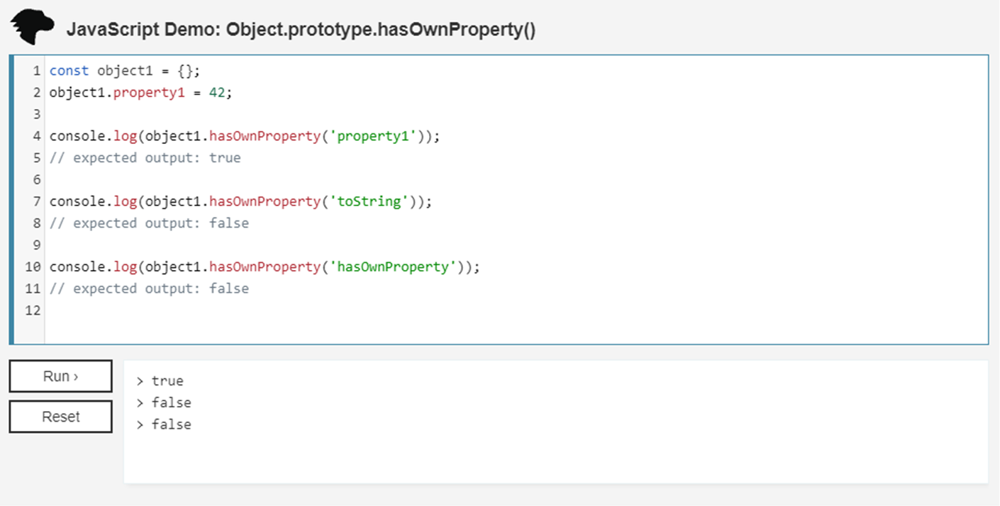 JavaScript Demo: Object.prototype.hasOwnProperty()
1 const object1 = {};
2 object1.property1 = 42;
3
4 console.log(object1.hasOwnProperty('property1'));
5 // expected output: true
6
7 console.log(object1.hasOwnProperty('toString'));
8 // expected output: false
9
10 console.log(object1.hasOwnProperty('hasOwnProperty'));
11 // expected output: false
12
Run ›
Reset
> true
> false
> false